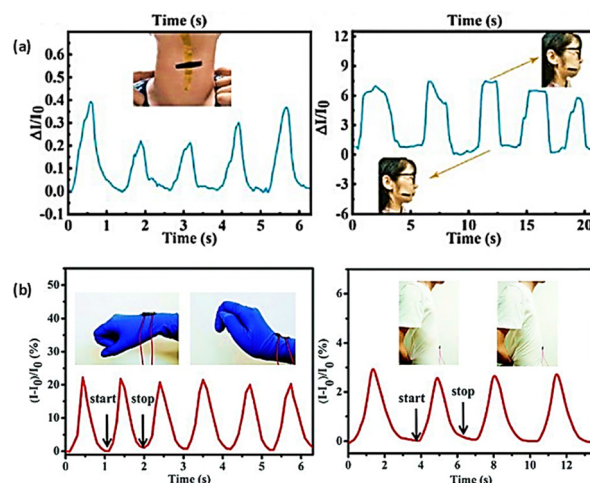 Time (s)
Time (s)
(a)
ΔI/I0
0.6
0.5
0.4
0.3
0.2
0.1
0.0
-0.1
0 1 2 3 4 5 6
Time (s)
ΔI/I0
12
9
6
3
0
-3
-6
0 5 10 15 20
Time (s)
(b)
(I-I0)/I0 (%)
50
40
30
20
10
0
start
stop
0 1 2 3 4 5 6
Time (s)
(I-I0)/I0 (%)
6
4
2
0
start
stop
0 2 4 6 8 10 12
Time (s)